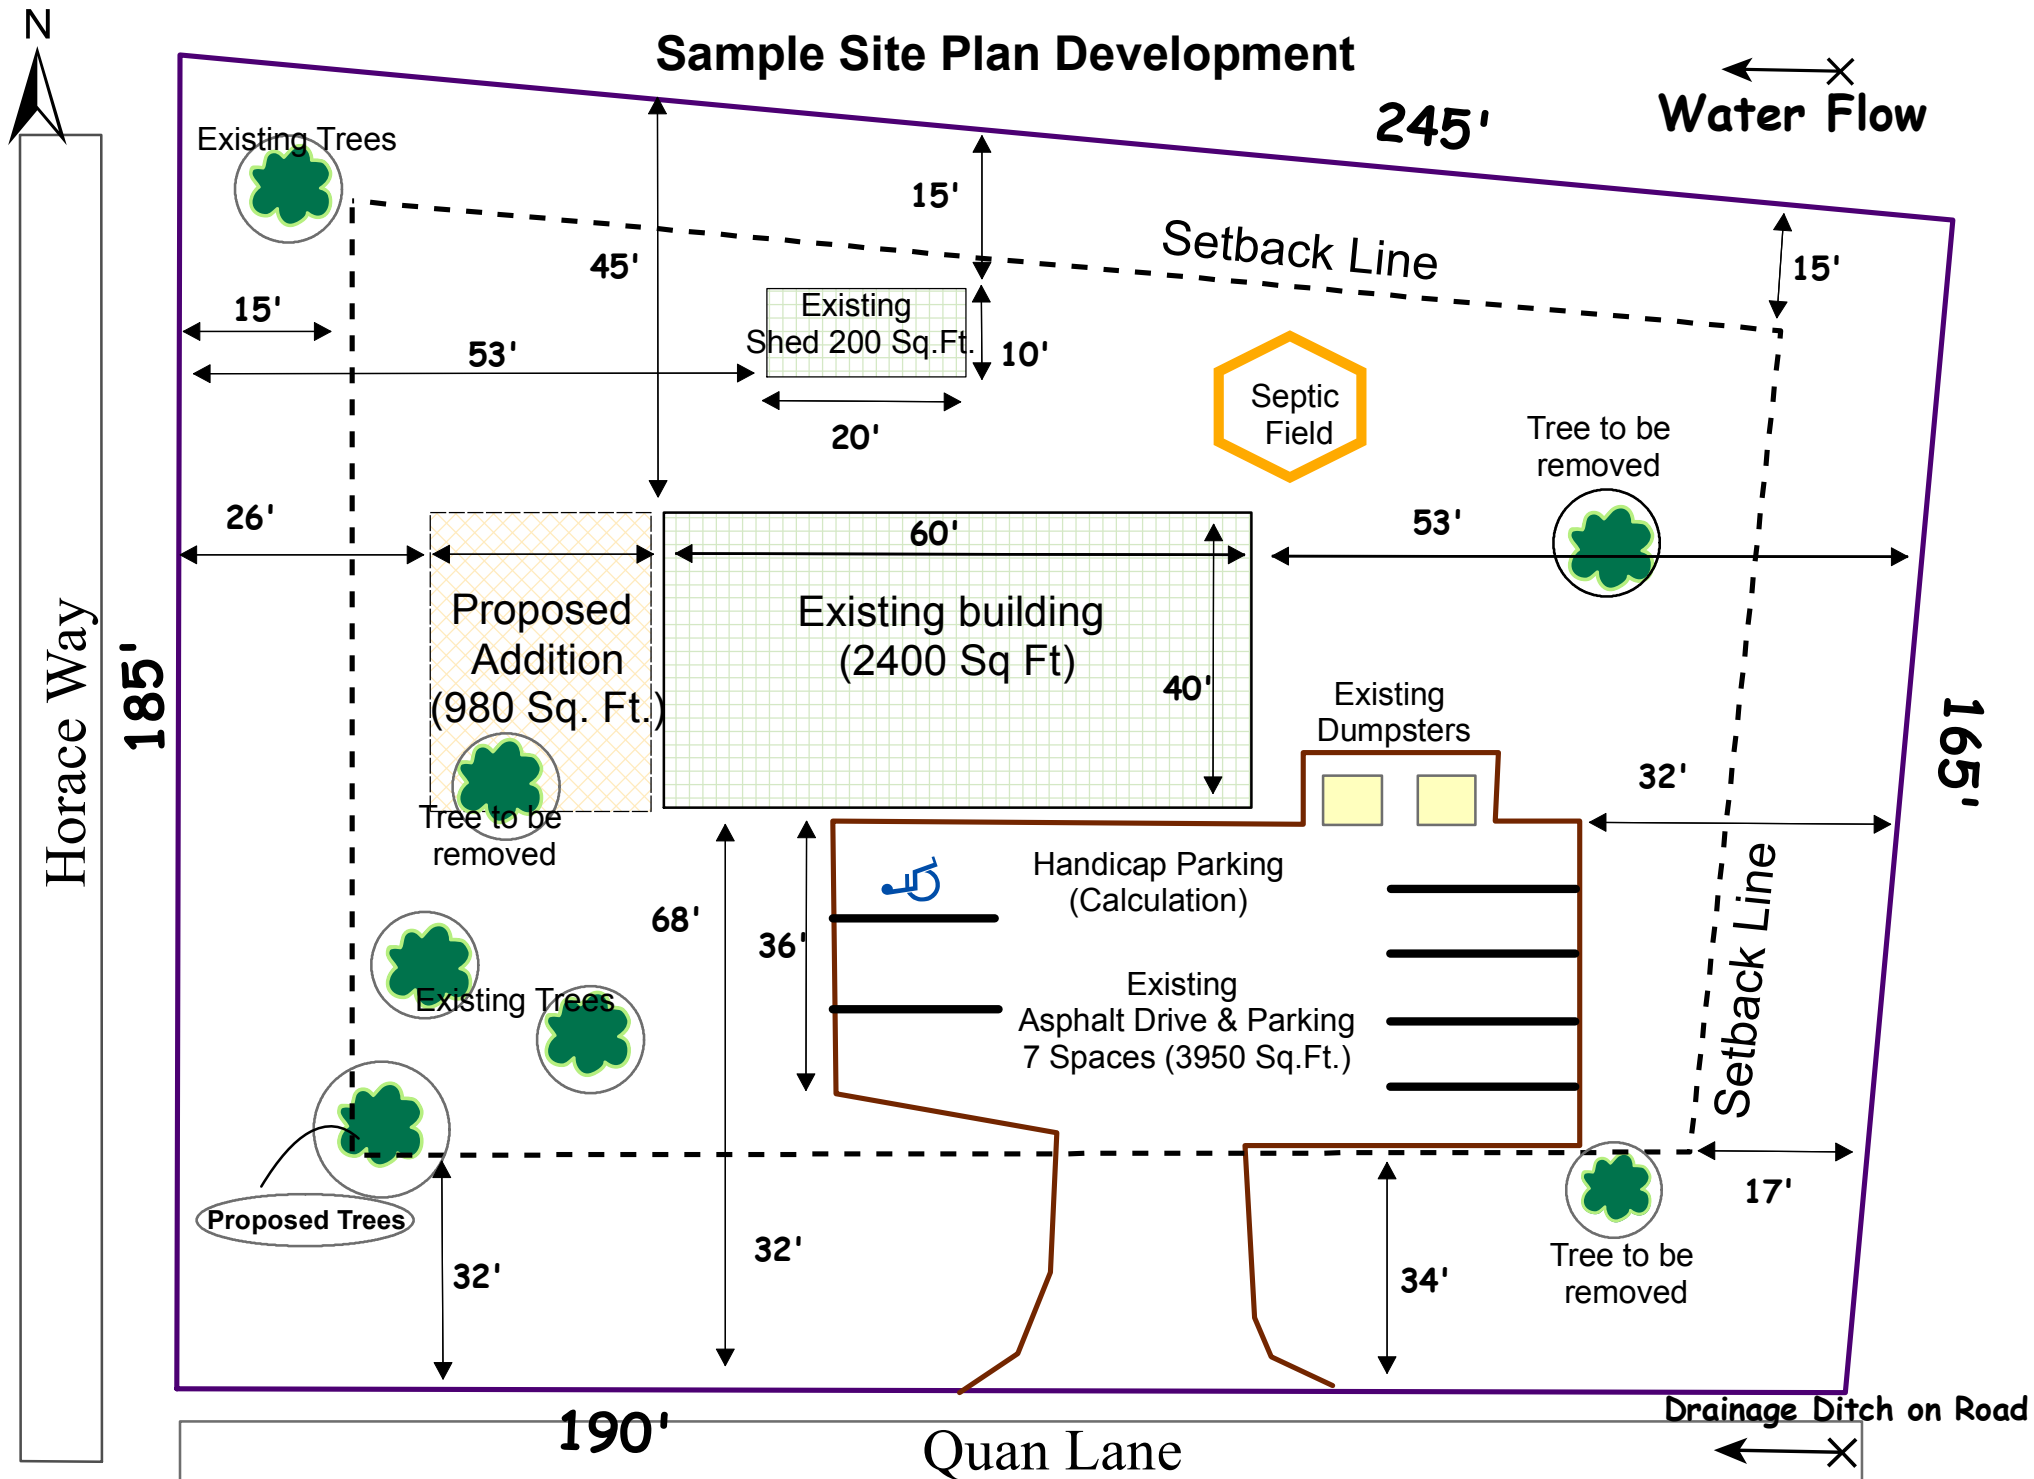 N
Sample Site Plan Development
Water Flow
245'
Existing Trees
15'
Setback Line
45'
15'
15'
Existing
Shed 200 Sq.Ft.
53'
10'
20'
Septic
Field
Tree to be
removed
26'
60'
53'
Proposed
Addition
(980 Sq. Ft.)
Existing building
(2400 Sq Ft)
40'
Existing
Dumpsters
Horace Way
185'
165'
32'
Tree to be
removed
Handicap Parking
(Calculation)
68'
36'
Existing Trees
Existing
Asphalt Drive & Parking
7 Spaces (3950 Sq.Ft.)
Setback Line
17'
Proposed Trees
32'
32'
34'
Tree to be
removed
190'
Drainage Ditch on Road
Quan Lane